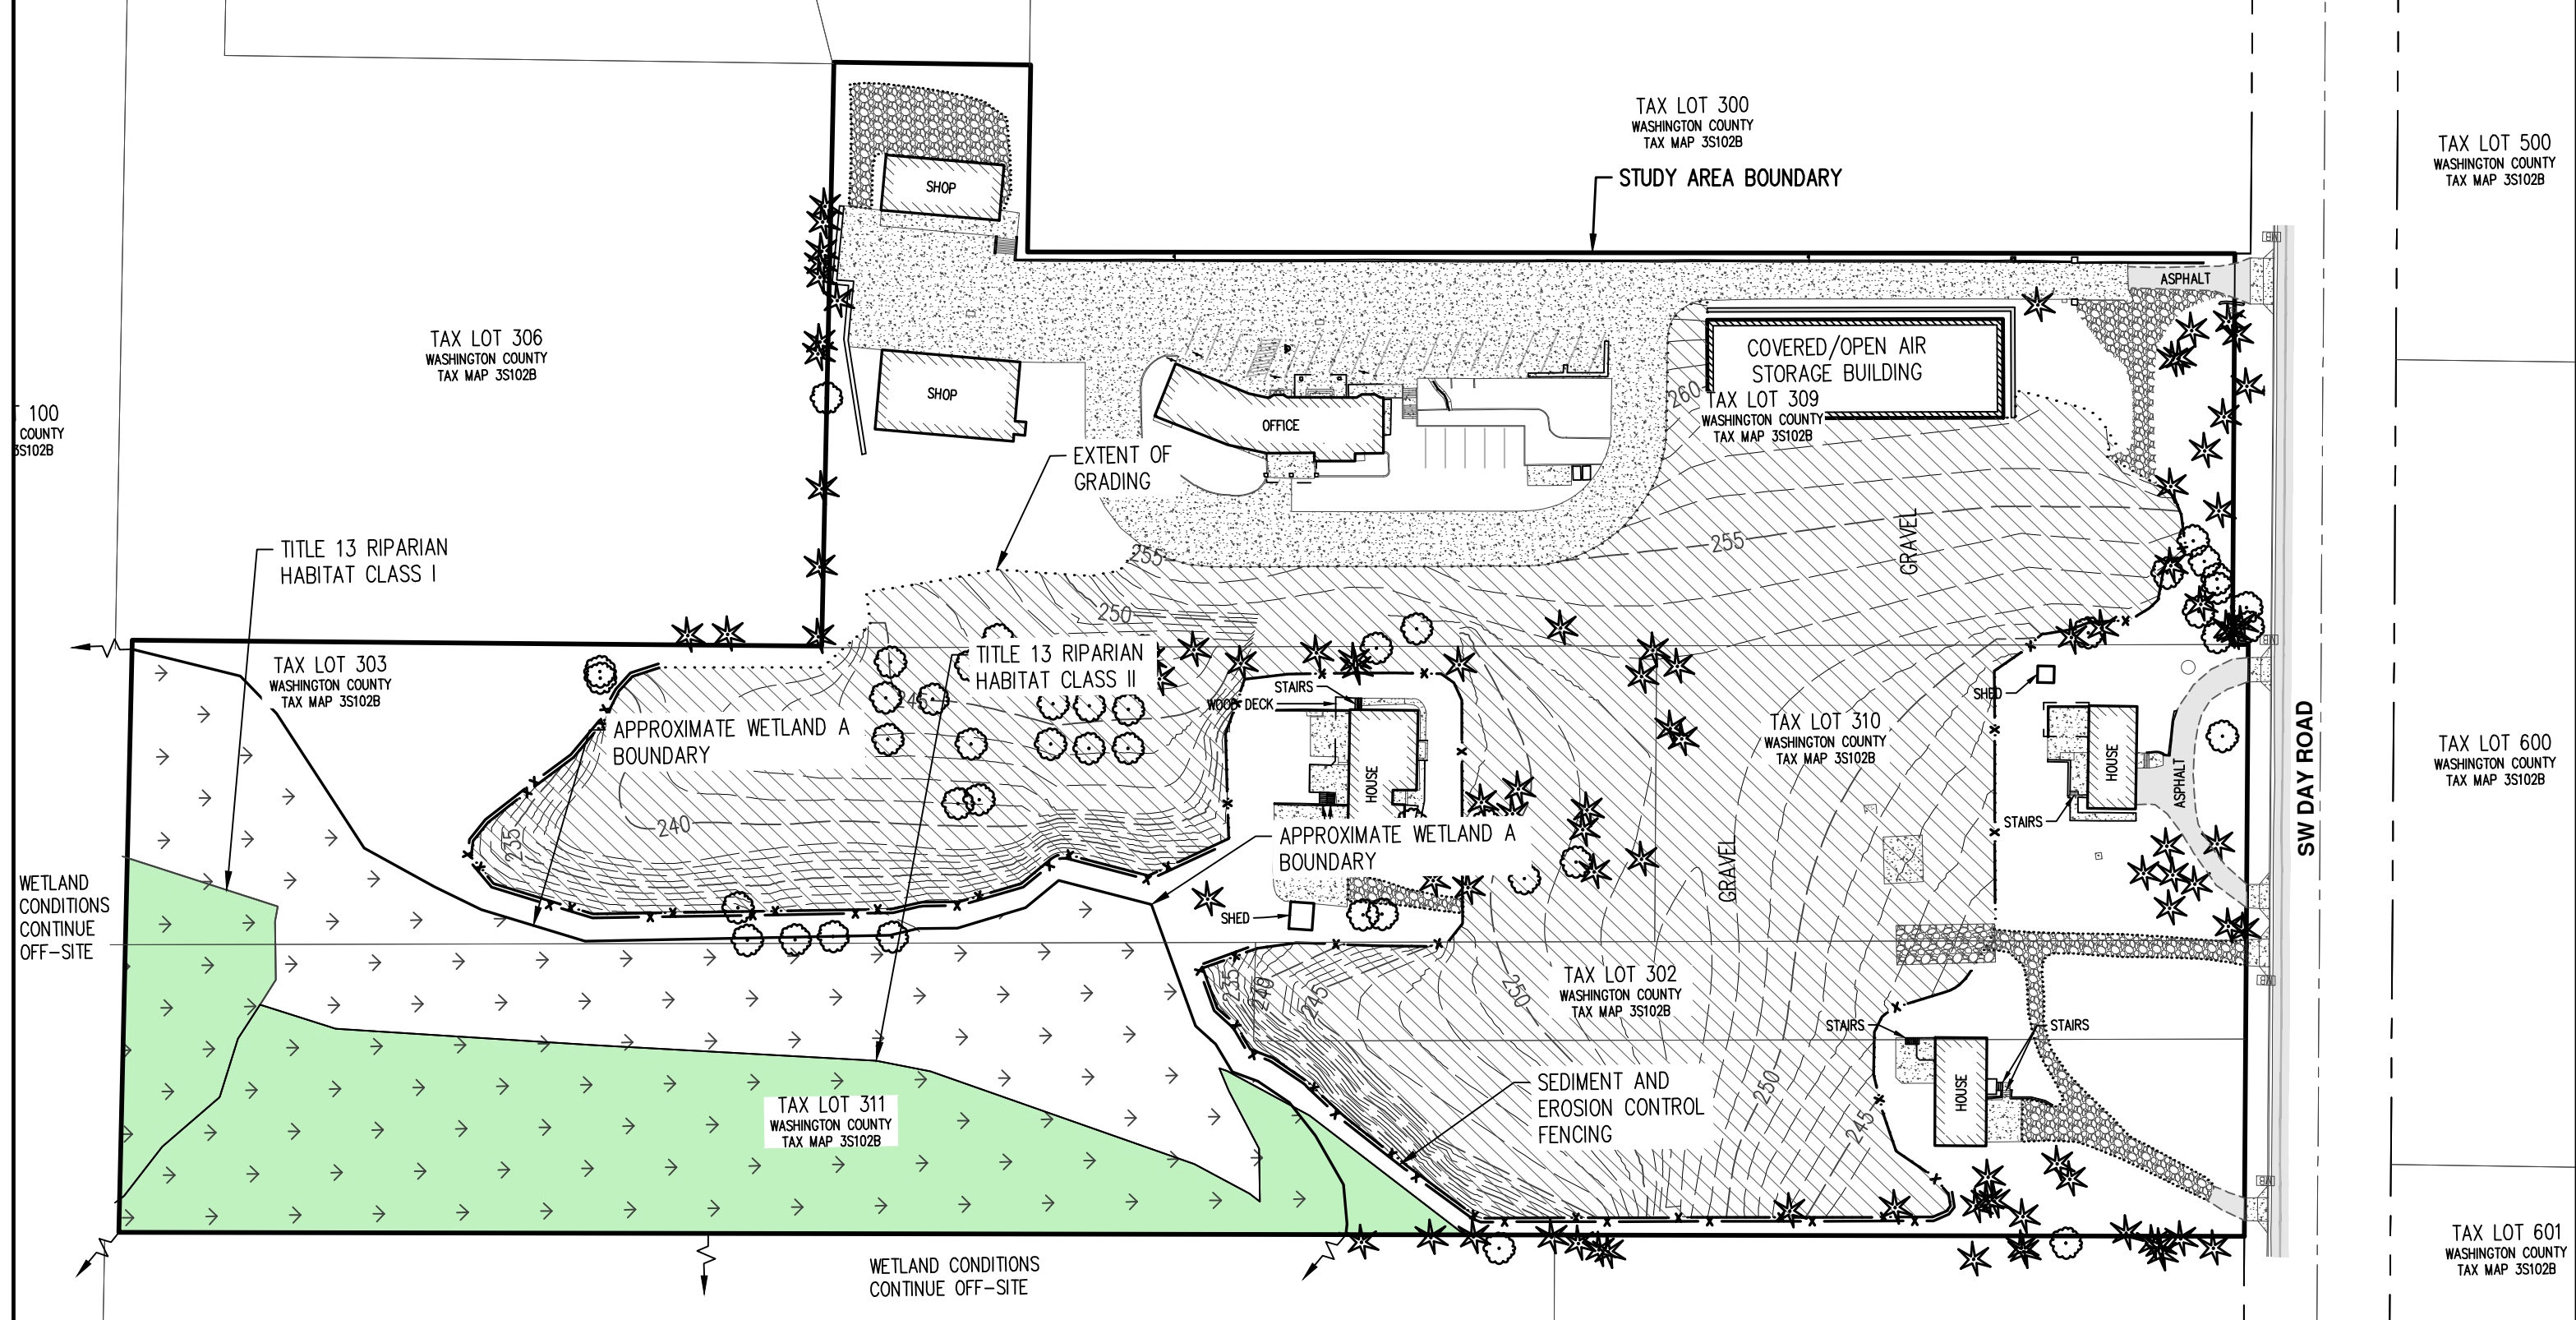 TAX LOT 300
WASHINGTON COUNTY
TAX MAP 3S102B
STUDY AREA BOUNDARY
TAX LOT 500
WASHINGTON COUNTY
TAX MAP 3S102B
SHOP
ASPHALT
TAX LOT 306
WASHINGTON COUNTY
TAX MAP 3S102B
COVERED/OPEN AIR
STORAGE BUILDING
260
TAX LOT 309
WASHINGTON COUNTY
TAX MAP 3S102B
SHOP
OFFICE
100
COUNTY
3S102B
EXTENT OF
GRADING
TITLE 13 RIPARIAN
HABITAT CLASS I
255
255
GRAVEL
250
TITLE 13 RIPARIAN
HABITAT CLASS II
TAX LOT 303
WASHINGTON COUNTY
TAX MAP 3S102B
STAIRS
WOOD DECK
245
SHED
APPROXIMATE WETLAND A
BOUNDARY
TAX LOT 310
WASHINGTON COUNTY
TAX MAP 3S102B
HOUSE
HOUSE
ASPHALT
SW DAY ROAD
TAX LOT 600
WASHINGTON COUNTY
TAX MAP 3S102B
STAIRS
240
235
APPROXIMATE WETLAND A
BOUNDARY
GRAVEL
WETLAND
CONDITIONS
CONTINUE
OFF-SITE
SHED
235
240
245
250
TAX LOT 302
WASHINGTON COUNTY
TAX MAP 3S102B
STAIRS
STAIRS
SEDIMENT AND
EROSION CONTROL
FENCING
250
245
HOUSE
TAX LOT 311
WASHINGTON COUNTY
TAX MAP 3S102B
WETLAND CONDITIONS
CONTINUE OFF-SITE
TAX LOT 601
WASHINGTON COUNTY
TAX MAP 3S102B